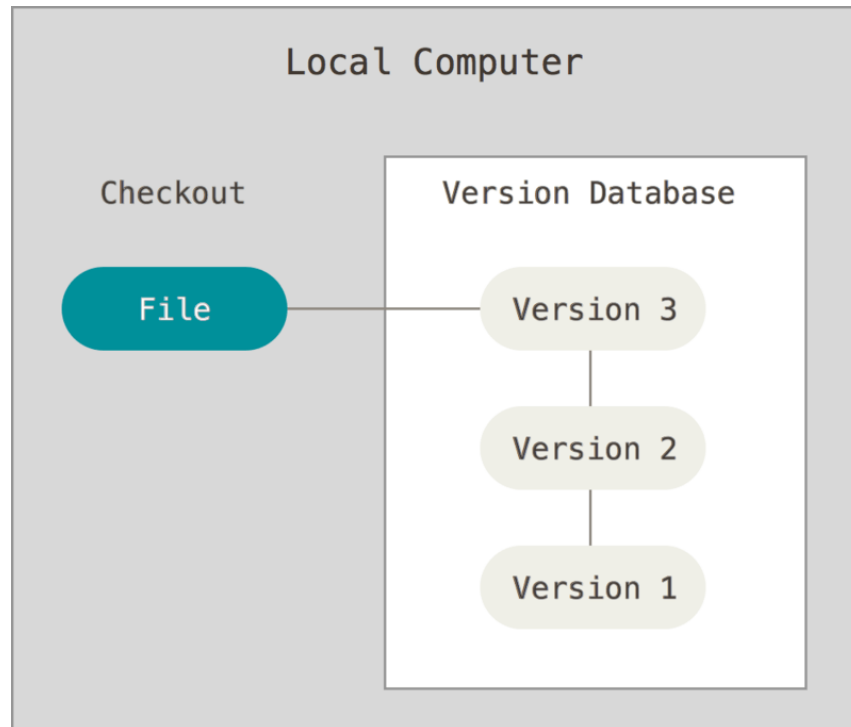 Local Computer
Checkout
Version Database
File
Version 3
Version 2
Version 1